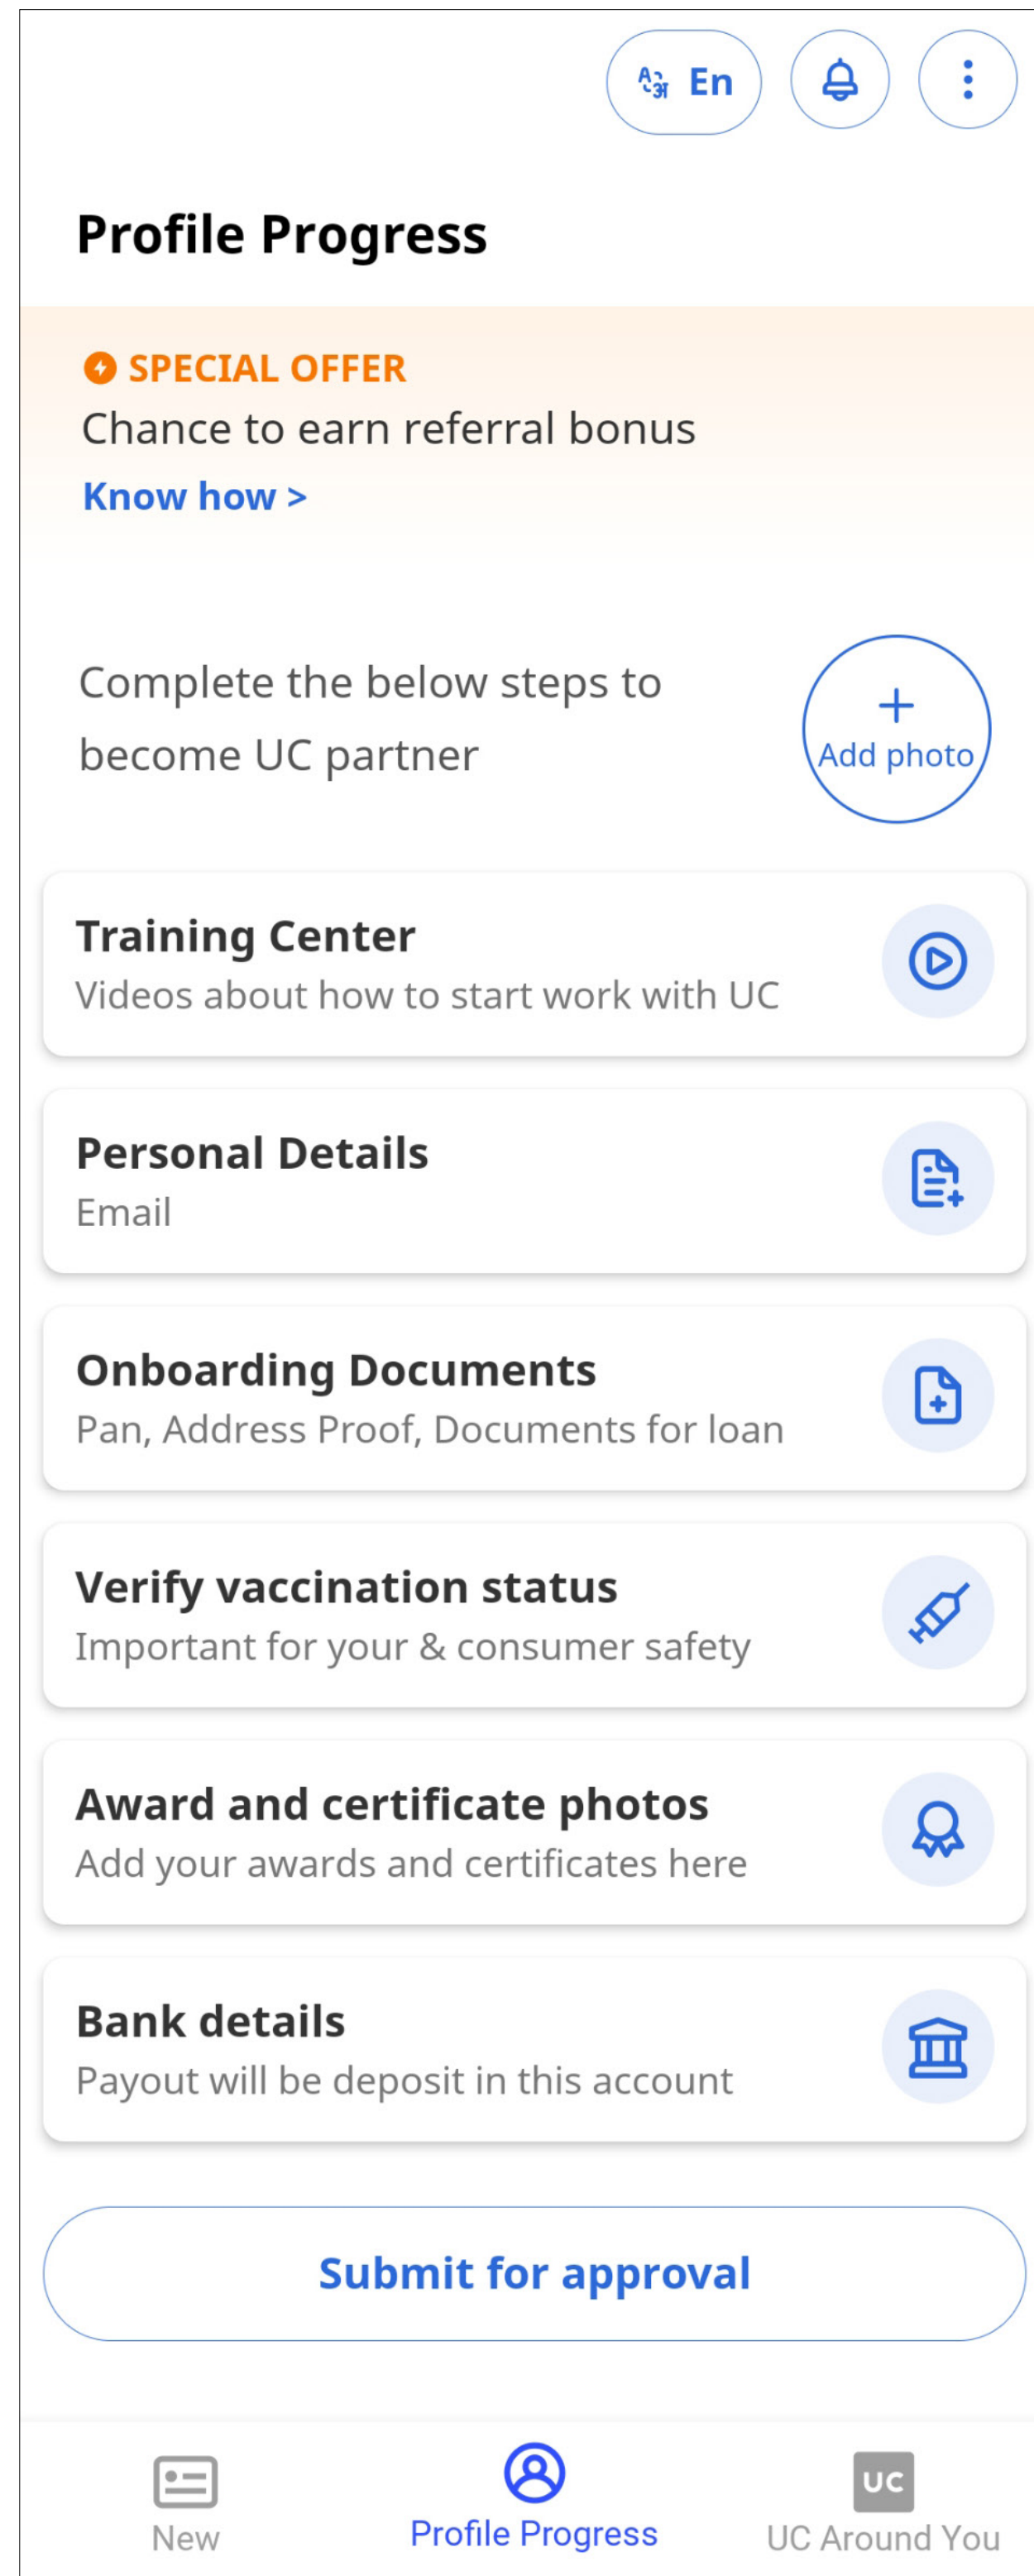 En
Profile Progress
SPECIAL OFFER
Chance to earn referral bonus
Know how >
Complete the below steps to
become UC partner
Add photo
Training Center
Videos about how to start work with UC
Personal Details
Email
Onboarding Documents
Pan, Address Proof, Documents for loan
Verify vaccination status
Important for your & consumer safety
Award and certificate photos
Add your awards and certificates here
Bank details
Payout will be deposit in this account
Submit for approval
New
Profile Progress
UC
UC Around You